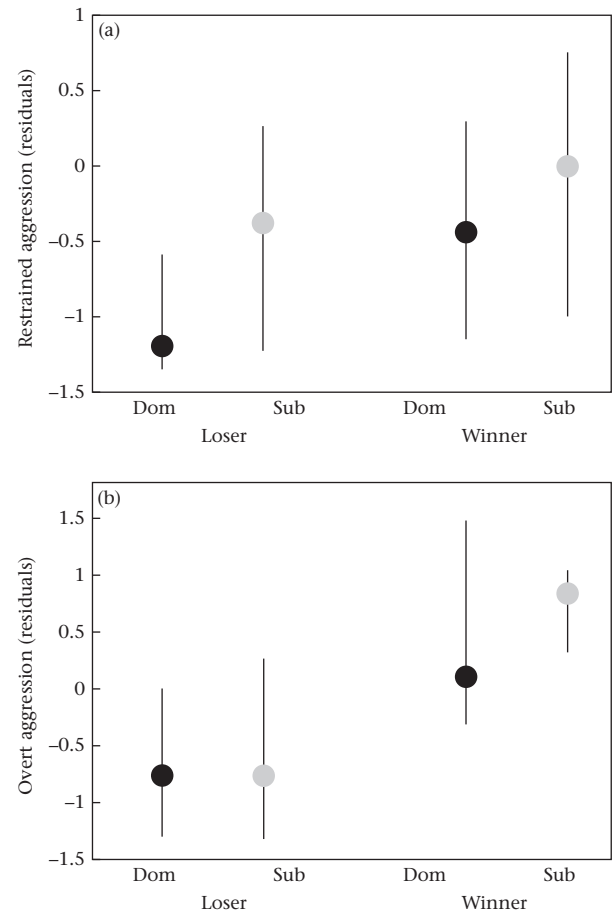 (a)
Restrained aggression (residuals)
1
0.5
0
−0.5
−1
−1.5
Dom Sub Dom Sub
Loser Winner
(b)
Overt aggression (residuals)
1.5
1
0.5
0
−0.5
−1
−1.5
Dom Sub Dom Sub
Loser Winner